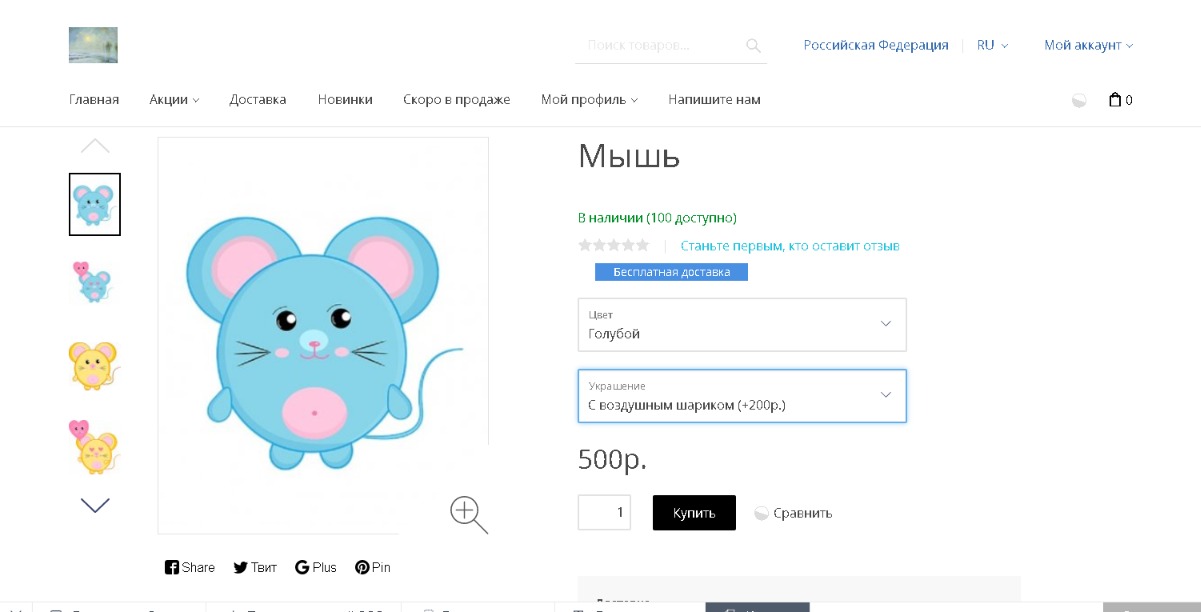 Поиск товаров...
Российская Федерация
RU
Мой аккаунт
Главная
Акции
Доставка
Новинки
Скоро в продаже
Мой профиль
Напишите нам
0
Мышь
В наличии (100 доступно)
Станьте первым, кто оставит отзыв
Бесплатная доставка
Цвет
Голубой
Украшение
С воздушным шариком (+200р.)
500р.
1
Купить
Сравнить
Share
Твит
Plus
Pin